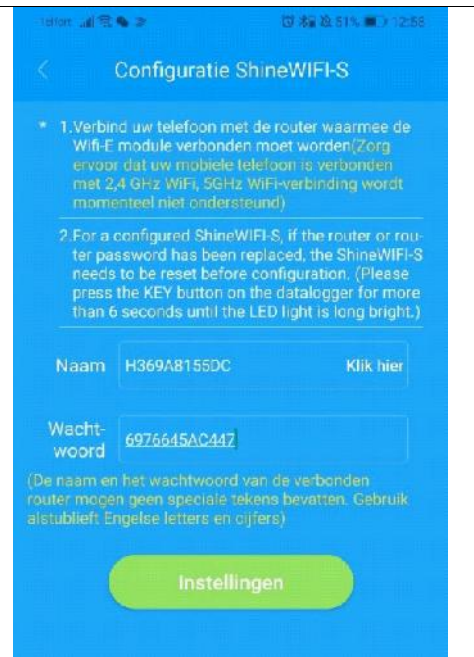 Telfort 51% 12:58
Configuratie ShineWIFI-S
* 1.Verbind uw telefoon met de router waarmee de
Wifi-E module verbonden moet worden(Zorg
ervoor dat uw mobiele telefoon is verbonden
met 2,4 GHz WiFi, 5GHz WiFi-verbinding wordt
momenteel niet ondersteund)
2.For a configured ShineWIFI-S, if the router or rou-
ter password has been replaced, the ShineWIFI-S
needs to be reset before configuration. (Please
press the KEY button on the datalogger for more
than 6 seconds until the LED light is long bright.)
Naam H369A8155DC Klik hier
Wacht-
woord 6976645AC447
(De naam en het wachtwoord van de verbonden
router mogen geen speciale tekens bevatten. Gebruik
alstublieft Engelse letters en cijfers)
Instellingen